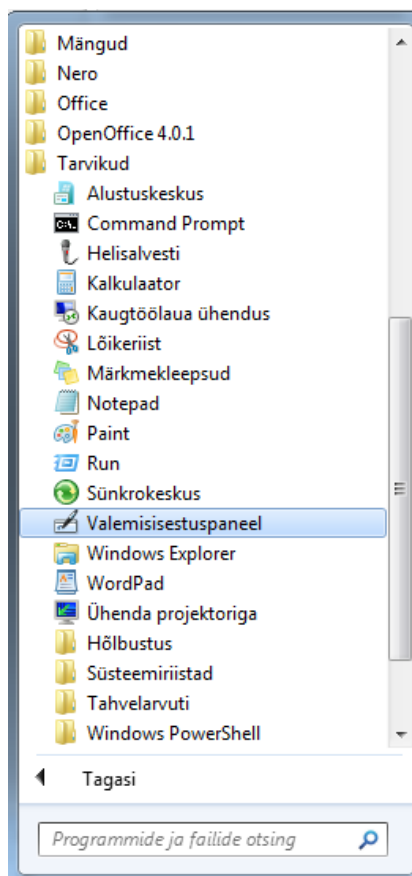 Mängud
Nero
Office
OpenOffice 4.0.1
Tarvikud
Alustuskeskus
Command Prompt
Helisalvesti
Kalkulaator
Kaugtöölaua ühendus
Lõikeriist
Märkmekleepsud
Notepad
Paint
Run
Sünkrokeskus
Valemisisestuspaneel
Windows Explorer
WordPad
Ühenda projektoriga
Hõlbustus
Süsteemiriistad
Tahvelarvuti
Windows PowerShell
Tagasi
Programmide ja failide otsing